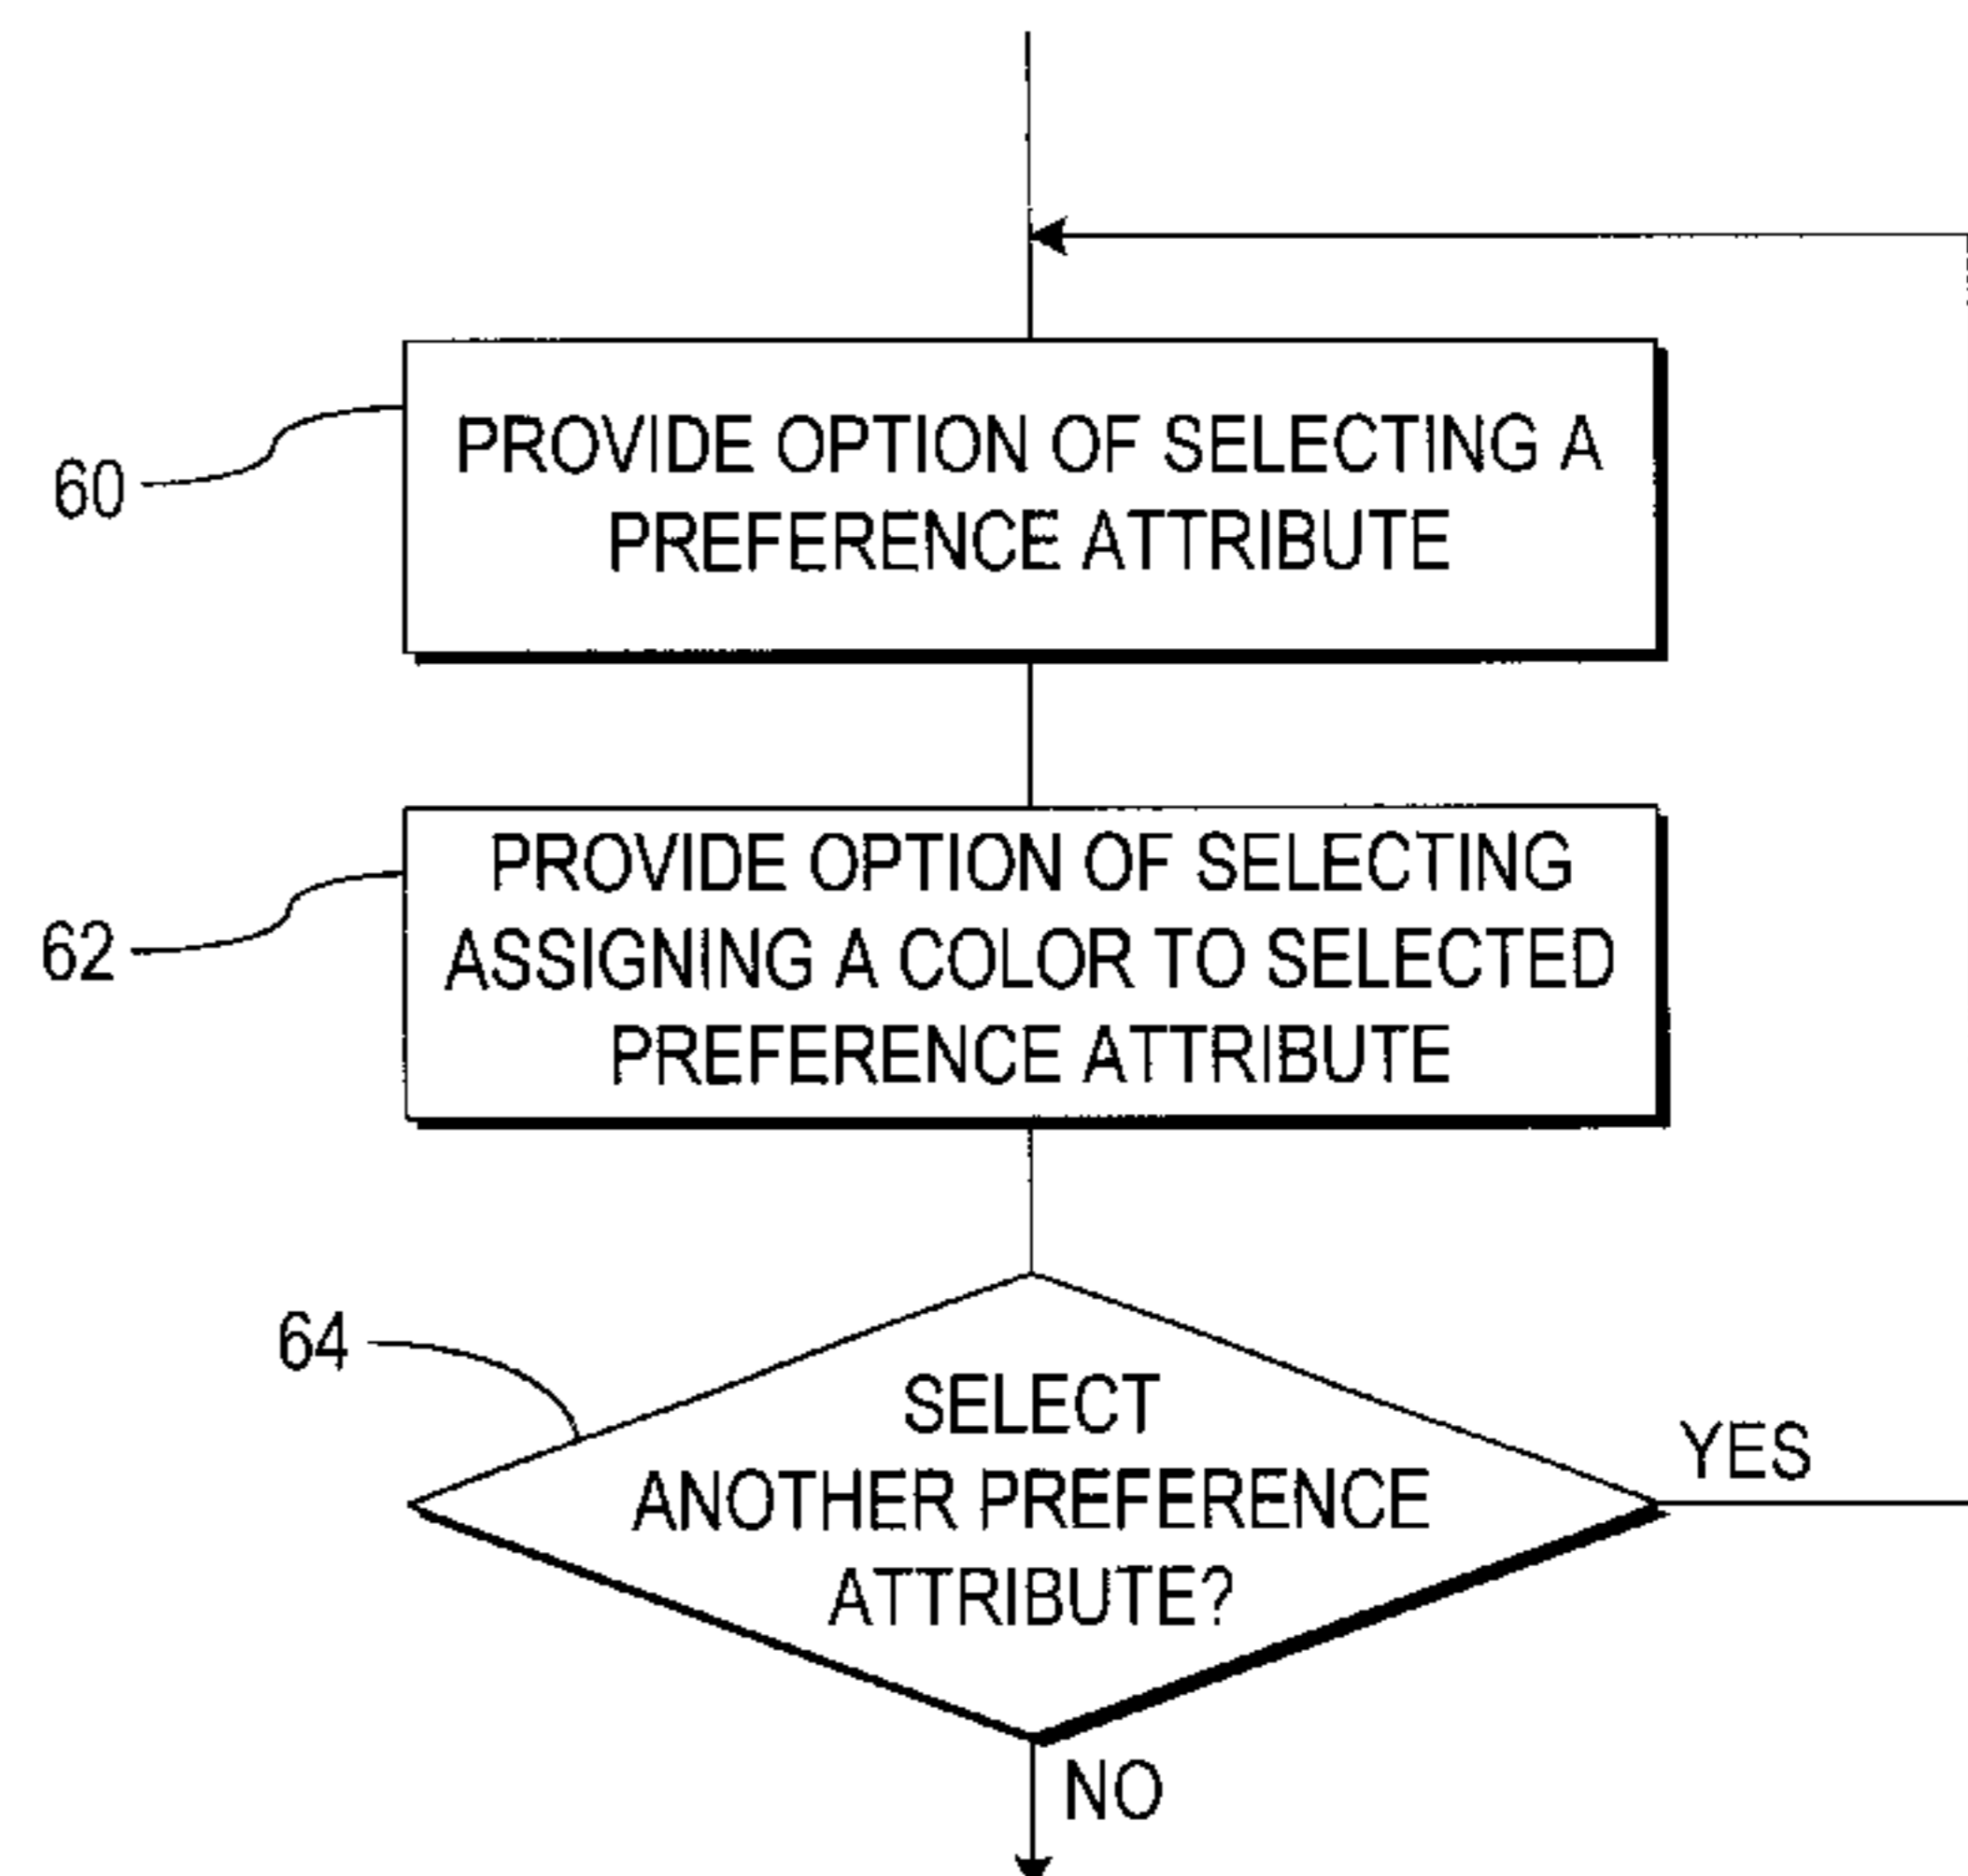 PROVIDE OPTION OF SELECTING A
PREFERENCE ATTRIBUTE
60
PROVIDE OPTION OF SELECTING
ASSIGNING A COLOR TO SELECTED
PREFERENCE ATTRIBUTE
62
64
SELECT
ANOTHER PREFERENCE
ATTRIBUTE?
YES
NO